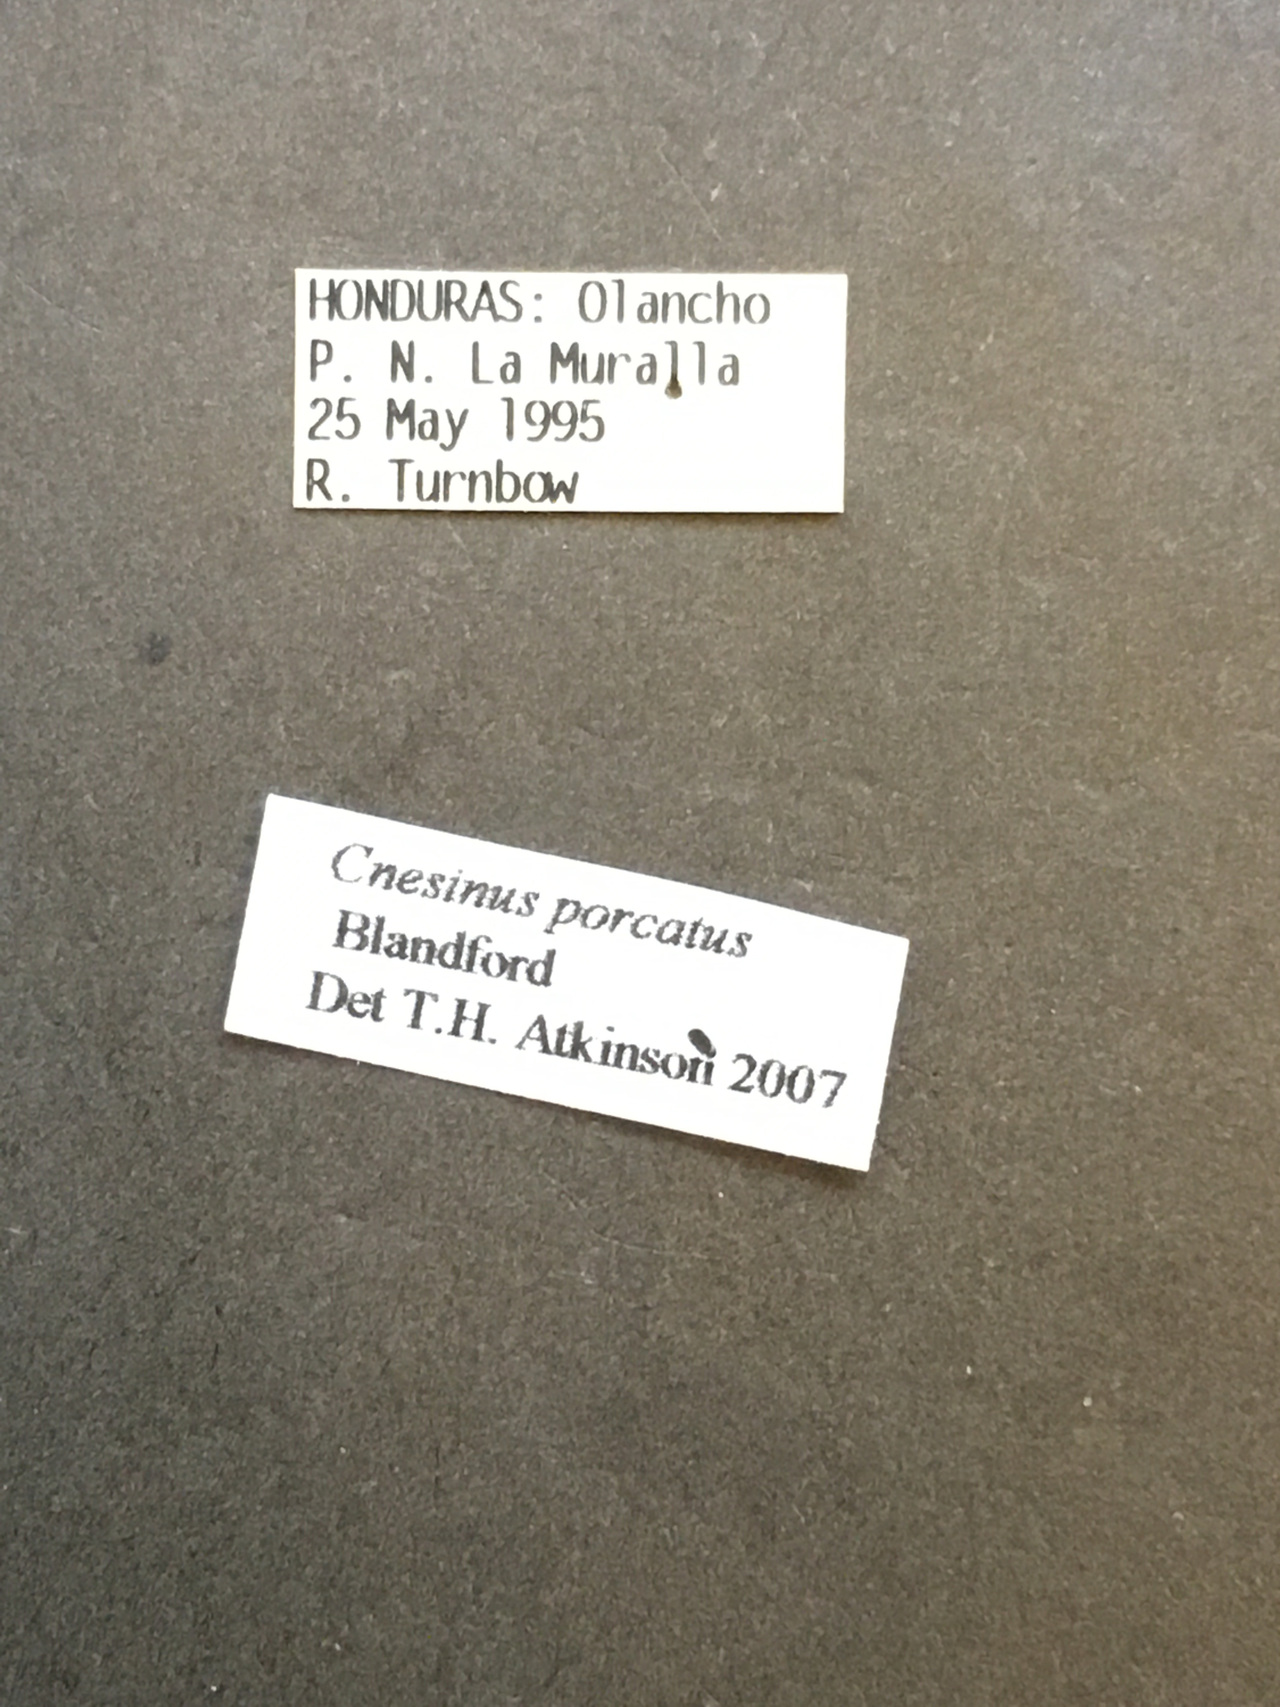 HONDURAS: Olancho
P. N. La Muralla
25 May 1995
R. Turnbow
Cnesinus porcatus
Blandford
Det T.H. Atkinson 2007